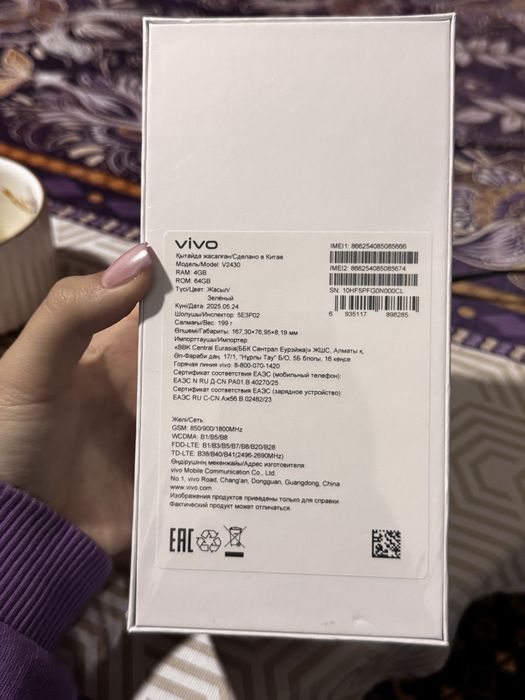 vivo
Қытайда жасалған/Сделано в Китае
Модель/Model: V2430
RAM: 4GB
ROM: 64GB
Түсі/Цвет: Жасыл/
Зелёный
Күні/Дата: 2025.05.24
Шолушы/Инспектор: 5E3P02
Салмағы/Вес: 199 г
Өлшемі/Габариты: 167,30×76,95×8,19 мм
Импорттаушы/Импортер:
«BBK Central Eurasia(ББК Сентрал Еуразия)» ЖШС, Алматы қ,
Әл-Фараби даң, 17/1, "Нұрлы Тау" Б/О, 5Б блогы, 16 кеңсе
Горячая линия vivo: 8-800-070-1420
Сертификат соответствия ЕАЭС (мобильный телефон):
ЕАЭС N RU Д-CN.РА01.В.40270/25
Сертификат соответствия ЕАЭС (зарядное устройство):
ЕАЭС RU С-CN.Аж56.В.02482/23
IMEI1: 866254085085666
IMEI2: 866254085085674
SN: 10HF5PFG0N000CL
6 935117 898285
Желі/Сеть:
GSM: 850/900/1800MHz
WCDMA: B1/B5/B8
FDD-LTE: B1/B3/B5/B7/B8/B20/B28
TD-LTE: B38/B40/B41(2496-2690MHz)
Өндірушінің мекенжайы/Адрес изготовителя:
vivo Mobile Communication Co., Ltd.
No.1, vivo Road, Chang'an, Dongguan, Guangdong, China
www.vivo.com
Изображения продуктов приведены только для справки.
Фактический продукт может отличаться.
EAC